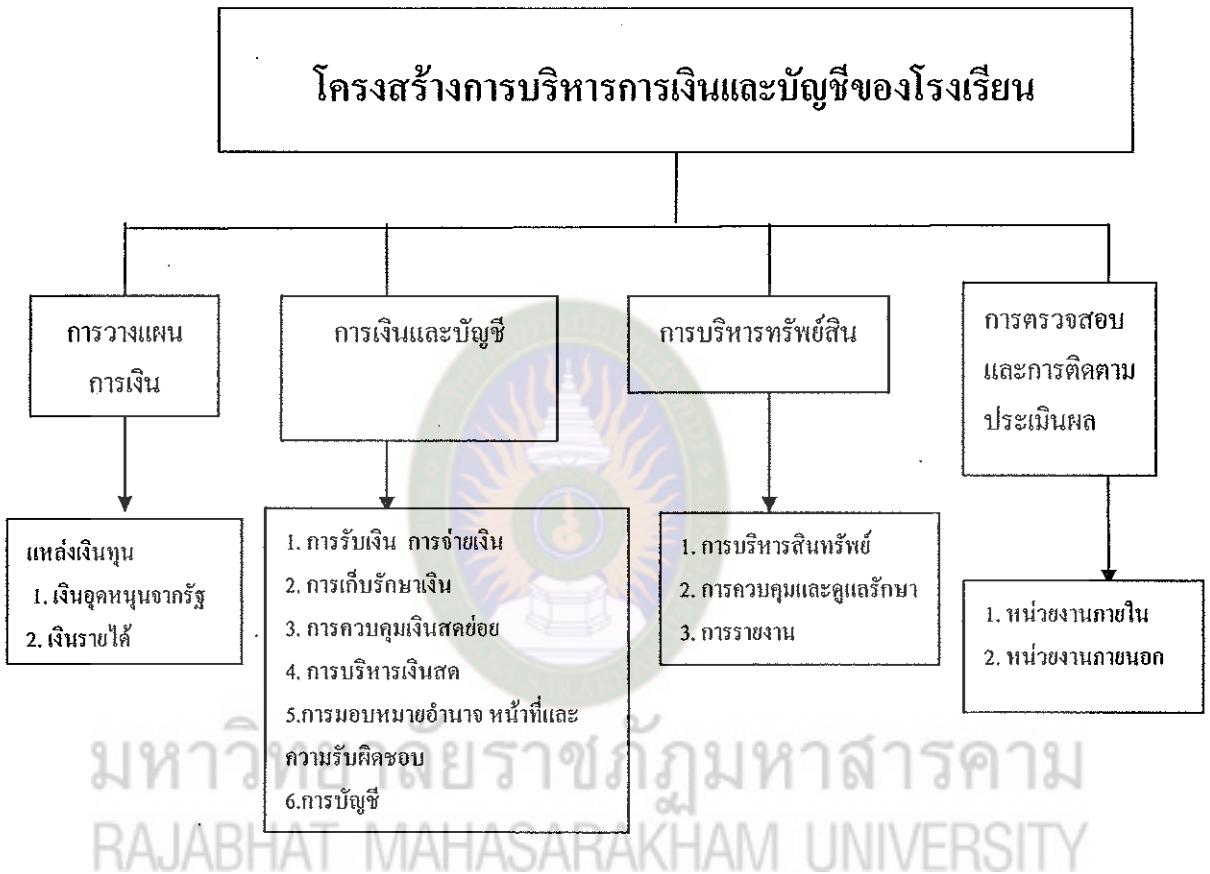 โครงสร้างการบริหารการเงินและบัญชีของโรงเรียน
การวางแผน
การเงิน
การเงินและบัญชี
การบริหารทรัพย์สิน
การตรวจสอบ
และการติดตาม
ประเมินผล
แหล่งเงินทุน
1. เงินอุดหนุนจากรัฐ
2. เงินรายได้
1. การรับเงิน การจ่ายเงิน
2. การเก็บรักษาเงิน
3. การควบคุมเงินสดย่อย
4. การบริหารเงินสด
5.การมอบหมายอำนาจ หน้าที่และ
ความรับผิดชอบ
6.การบัญชี
1. การบริหารสินทรัพย์
2. การควบคุมและดูแลรักษา
3. การรายงาน
1. หน่วยงานภายใน
2. หน่วยงานภายนอก
มหาวิทยาลัยราชภัฏมหาสารคาม
RAJABHAT MAHASARAKHAM UNIVERSITY